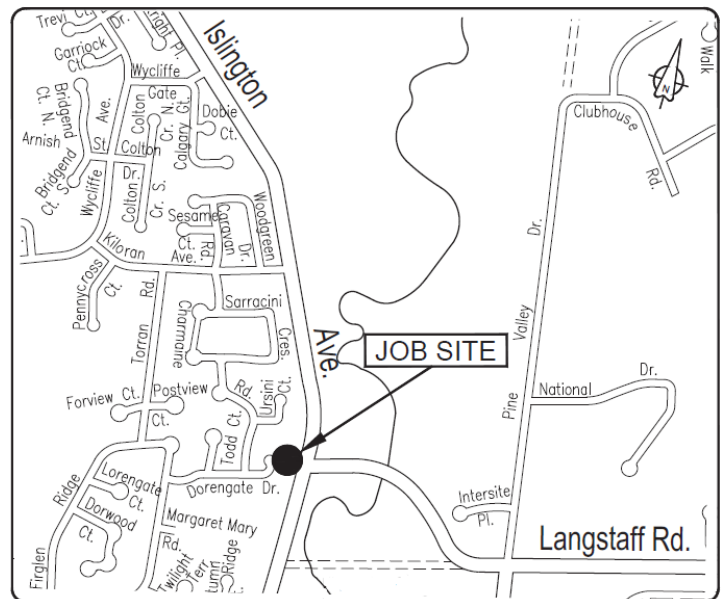 Trevi Ct.
Dr.
right Pl.
Islington
Ave.
Garriock
Ct.
Wycliffe
Gate
Bridgend
Ct. N.
Ave.
Colton
Cr. N.
Calgary
Gt.
Dobie
Ct.
Arnish
St.
Colton
Dr.
Bridgend
Ct. S.
Wycliffe
Colton
Cr. S.
Sesame
Ct.
Caravan
Rd.
Woodgreen
Dr.
Kiloran
Ave.
Pennycross
Ct.
Torran
Rd.
Charmaine
Rd.
Sarracini
Cres.
JOB SITE
Forview Ct.
Postview
Ct.
Ursini
Ct.
Todd
Ct.
Dorengate Dr.
Lorengate
Ct.
Ridge
Firglen
Dorwood
Ct.
Margaret Mary
Rd.
Twilight
Terr.
tumn
Ridge
Walk
N
Clubhouse
Rd.
Pine
Valley
Dr.
National
Dr.
Intersite
Pl.
Langstaff Rd.